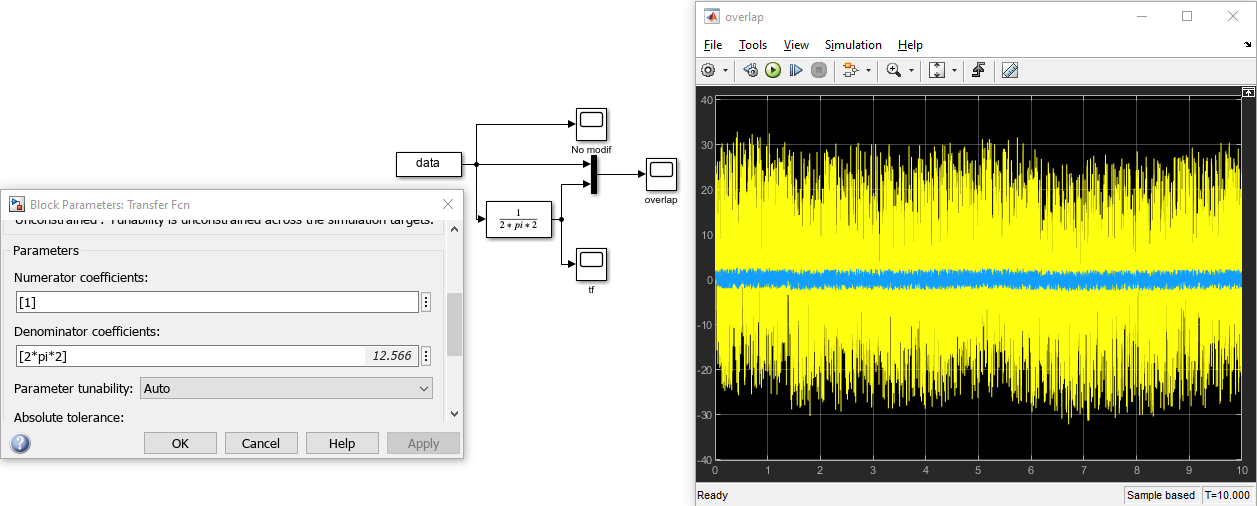 overlap
File Tools View Simulation Help
40
30
20
10
0
-10
-20
-30
-40
0 1 2 3 4 5 6 7 8 9 10
Ready
Sample based T=10.000
data
No modif
overlap
1
2*pi*2
tf
Block Parameters: Transfer Fcn
Unconstrained : Tunability is unconstrained across the simulation targets.
Parameters
Numerator coefficients:
[1]
Denominator coefficients:
[2*pi*2] 12.566
Parameter tunability: Auto
Absolute tolerance:
OK Cancel Help Apply